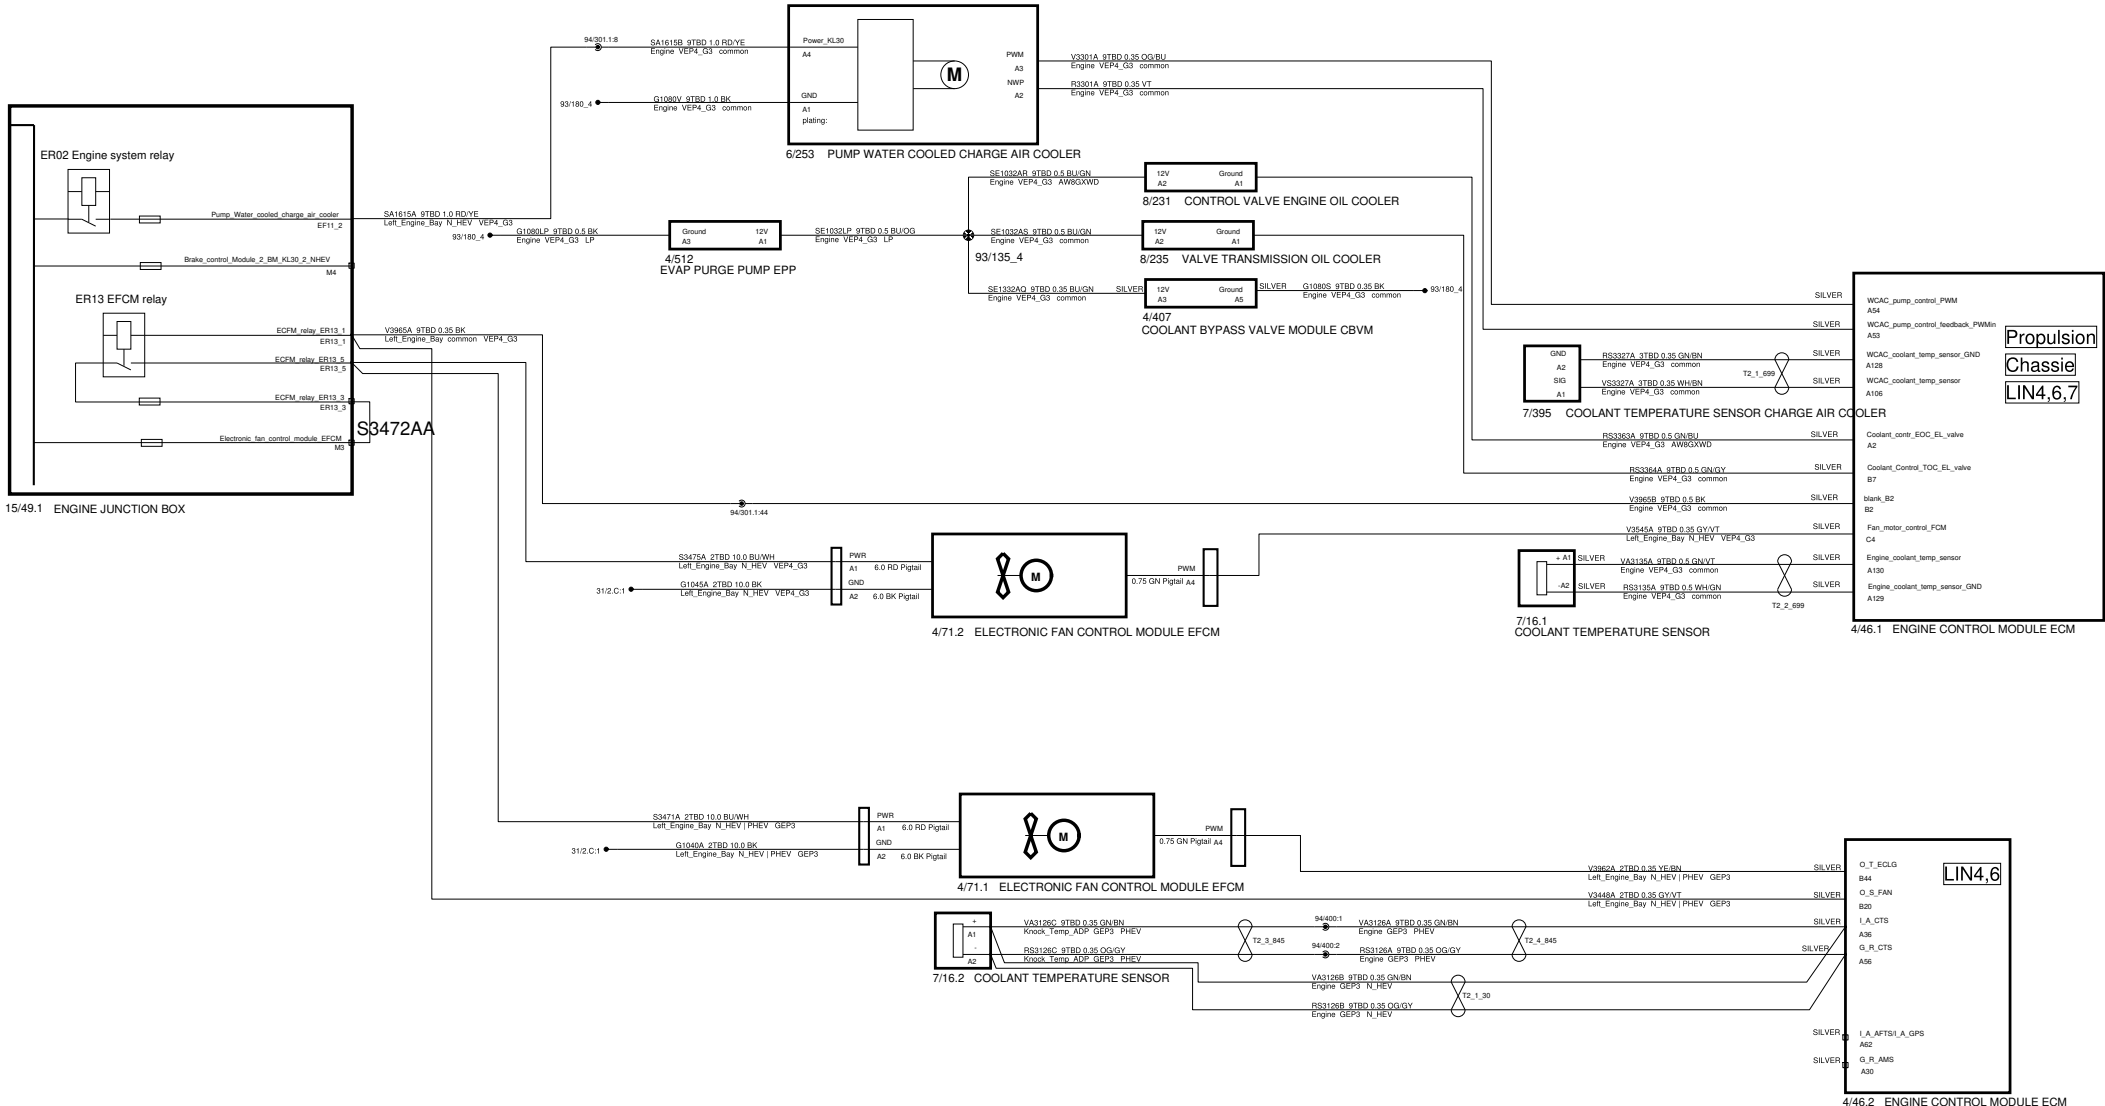 94/301.1:8
SA1615B 9TBD 1.0 RD/YE
Engine VEP4_G3 common
Power_KL30
A4
93/180_4
G1080V 9TBD 1.0 BK
Engine VEP4_G3 common
GND
A1
plating:
M
PWM
A3
NWP
A2
V3301A 9TBD 0.35 OG/BU
Engine VEP4_G3 common
R3301A 9TBD 0.35 VT
Engine VEP4_G3 common
6/253 PUMP WATER COOLED CHARGE AIR COOLER
ER02 Engine system relay
Pump_Water_cooled_charge_air_cooler
EF11_2
SA1615A 9TBD 1.0 RD/YE
Left_Engine_Bay N_HEV VEP4_G3
Brake_control_Module_2_BM_KL30_2_NHEV
M4
ER13 EFCM relay
ECFM_relay_ER13_1
ER13_1
V3965A 9TBD 0.35 BK
Left_Engine_Bay common VEP4_G3
ECFM_relay_ER13_5
ER13_5
ECFM_relay_ER13_3
ER13_3
S3472AA
Electronic_fan_control_module_EFCM
M3
15/49.1 ENGINE JUNCTION BOX
93/180_4
G1080LP 9TBD 0.5 BK
Engine VEP4_G3 LP
Ground
A3
12V
A1
4/512
EVAP PURGE PUMP EPP
SE1032LP 9TBD 0.5 BU/OG
Engine VEP4_G3 LP
93/135_4
SE1032AR 9TBD 0.5 BU/GN
Engine VEP4_G3 AW8GXWD
12V
A2
Ground
A1
8/231 CONTROL VALVE ENGINE OIL COOLER
SE1032AS 9TBD 0.5 BU/GN
Engine VEP4_G3 common
12V
A2
Ground
A1
8/235 VALVE TRANSMISSION OIL COOLER
SE1332AQ 9TBD 0.35 BU/GN
Engine VEP4_G3 common
SILVER
12V
A3
Ground
A5
SILVER
G1080S 9TBD 0.35 BK
Engine VEP4_G3 common
93/180_4
4/407
COOLANT BYPASS VALVE MODULE CBVM
SILVER
WCAC_pump_control_PWM
A54
SILVER
WCAC_pump_control_feedback_PWMin
A53
Propulsion
Chassie
LIN4,6,7
GND
A2
SIG
A1
RS3327A 3TBD 0.35 GN/BN
Engine VEP4_G3 common
VS3327A 3TBD 0.35 WH/BN
Engine VEP4_G3 common
T2_1_699
SILVER
WCAC_coolant_temp_sensor_GND
A128
SILVER
WCAC_coolant_temp_sensor
A106
7/395 COOLANT TEMPERATURE SENSOR CHARGE AIR COOLER
RS3363A 9TBD 0.5 GN/BU
Engine VEP4_G3 AW8GXWD
SILVER
Coolant_contr_EOC_EL_valve
A2
RS3364A 9TBD 0.5 GN/GY
Engine VEP4_G3 common
SILVER
Coolant_Control_TOC_EL_valve
B7
94/301.1:44
V3965B 9TBD 0.5 BK
Engine VEP4_G3 common
SILVER
blank_B2
B2
V3545A 9TBD 0.35 GY/VT
Left_Engine_Bay N_HEV VEP4_G3
SILVER
Fan_motor_control_FCM
C4
S3475A 2TBD 10.0 BU/WH
Left_Engine_Bay N_HEV VEP4_G3
31/2.C:1
G1045A 2TBD 10.0 BK
Left_Engine_Bay N_HEV VEP4_G3
PWR
A1 6.0 RD Pigtail
GND
A2 6.0 BK Pigtail
M
PWM
0.75 GN Pigtail A4
4/71.2 ELECTRONIC FAN CONTROL MODULE EFCM
+ A1
-A2
SILVER
VA3135A 9TBD 0.5 GN/VT
Engine VEP4_G3 common
SILVER
RS3135A 9TBD 0.5 WH/GN
Engine VEP4_G3 common
T2_2_699
SILVER
Engine_coolant_temp_sensor
A130
SILVER
Engine_coolant_temp_sensor_GND
A129
7/16.1
COOLANT TEMPERATURE SENSOR
4/46.1 ENGINE CONTROL MODULE ECM
S3471A 2TBD 10.0 BU/WH
Left_Engine_Bay N_HEV | PHEV GEP3
31/2.C:1
G1040A 2TBD 10.0 BK
Left_Engine_Bay N_HEV | PHEV GEP3
PWR
A1 6.0 RD Pigtail
GND
A2 6.0 BK Pigtail
M
PWM
0.75 GN Pigtail A4
4/71.1 ELECTRONIC FAN CONTROL MODULE EFCM
V3962A 2TBD 0.35 YE/BN
Left_Engine_Bay N_HEV | PHEV GEP3
SILVER
O_T_ECLG
B44
LIN4,6
V3448A 2TBD 0.35 GY/VT
Left_Engine_Bay N_HEV | PHEV GEP3
SILVER
O_S_FAN
B20
+
A1
-
A2
VA3126C 9TBD 0.35 GN/BN
Knock_Temp_ADP GEP3 PHEV
RS3126C 9TBD 0.35 OG/GY
Knock_Temp_ADP GEP3 PHEV
T2_3_845
94/400:1
94/400:2
VA3126A 9TBD 0.35 GN/BN
Engine GEP3 PHEV
RS3126A 9TBD 0.35 OG/GY
Engine GEP3 PHEV
T2_4_845
SILVER
I_A_CTS
A36
SILVER
G_R_CTS
A56
7/16.2 COOLANT TEMPERATURE SENSOR
VA3126B 9TBD 0.35 GN/BN
Engine GEP3 N_HEV
RS3126B 9TBD 0.35 OG/GY
Engine GEP3 N_HEV
T2_1_30
SILVER
I_A_AFTS/I_A_GPS
A62
SILVER
G_R_AMS
A30
4/46.2 ENGINE CONTROL MODULE ECM